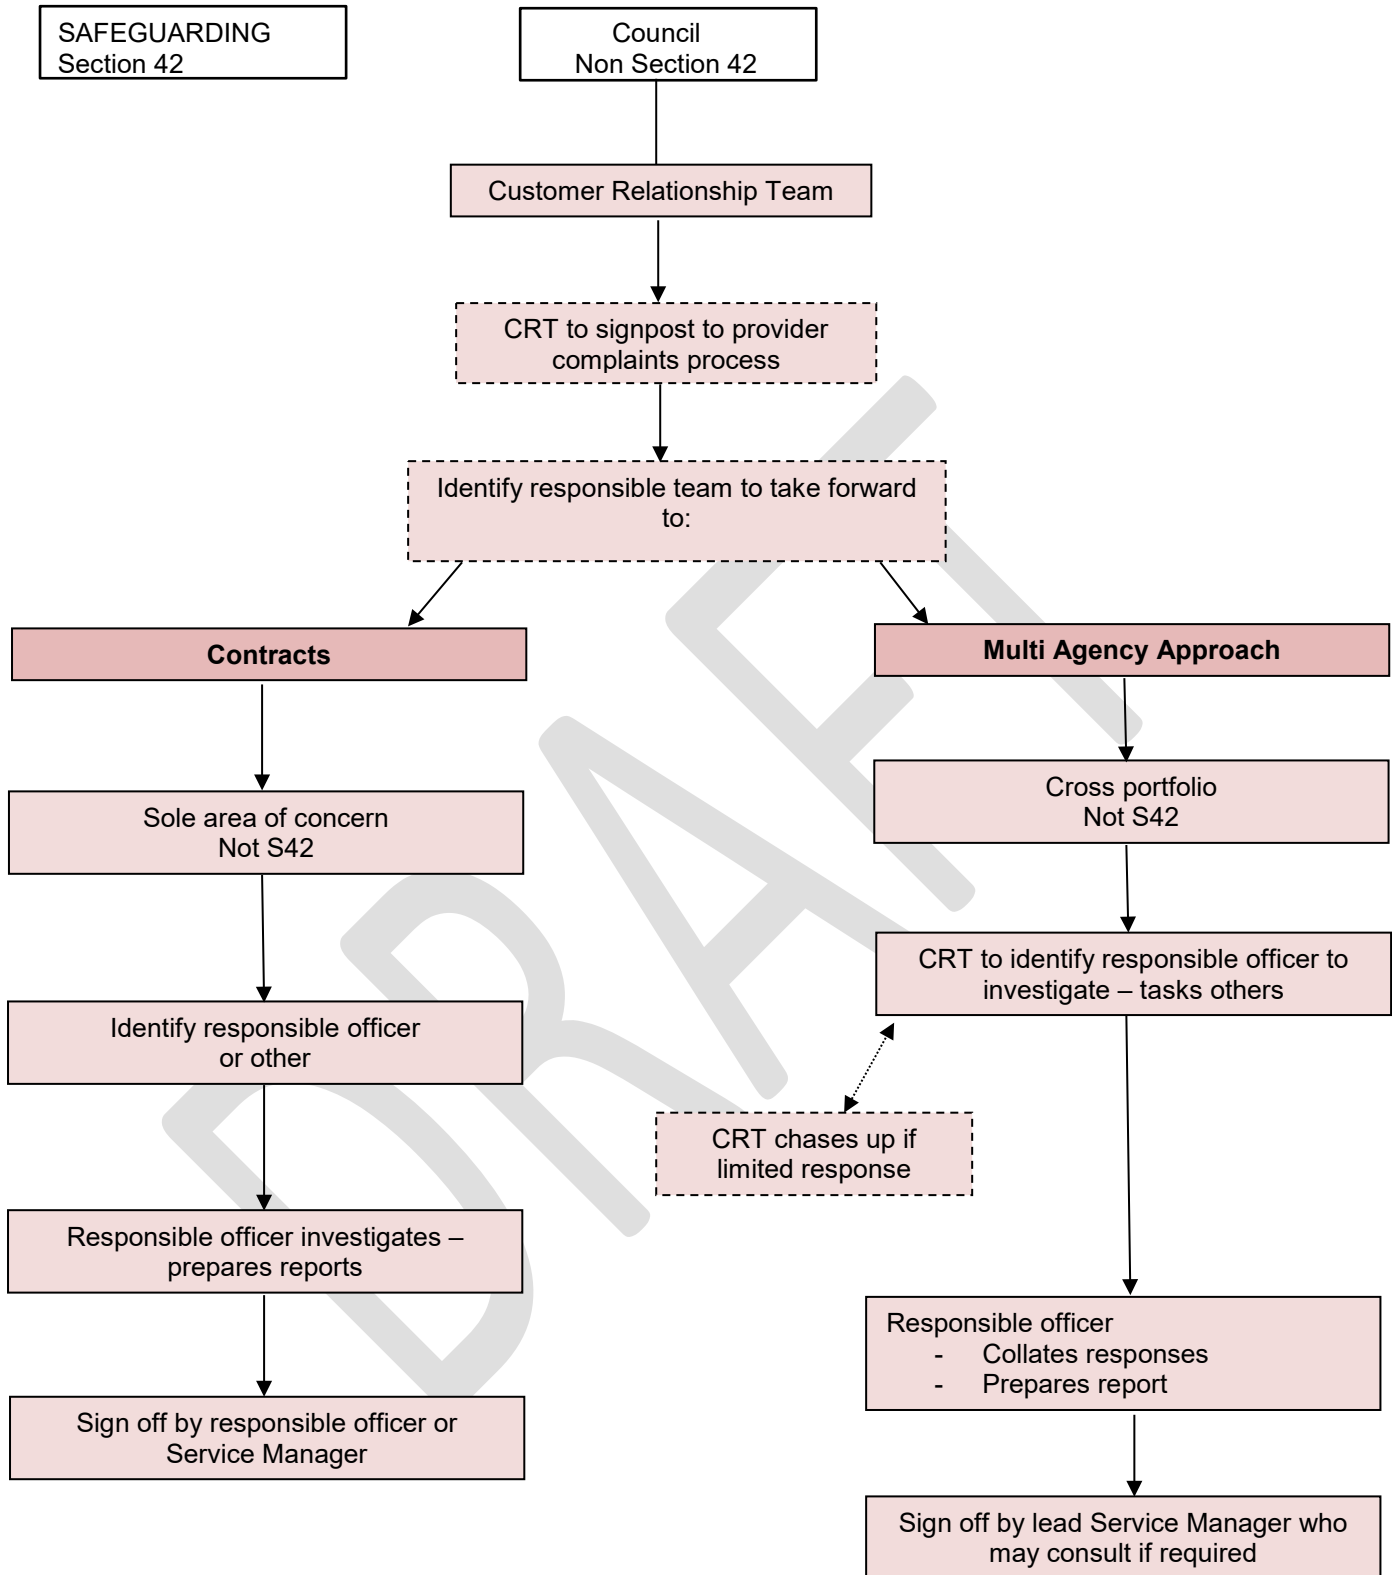 SAFEGUARDING
Section 42
Council
Non Section 42
Customer Relationship Team
CRT to signpost to provider
complaints process
Identify responsible team to take forward
to:
Contracts
Multi Agency Approach
Sole area of concern
Not S42
Cross portfolio
Not S42
CRT to identify responsible officer to
investigate – tasks others
Identify responsible officer
or other
CRT chases up if
limited response
Responsible officer investigates –
prepares reports
Responsible officer
- Collates responses
- Prepares report
Sign off by responsible officer or
Service Manager
Sign off by lead Service Manager who
may consult if required
DRAFT